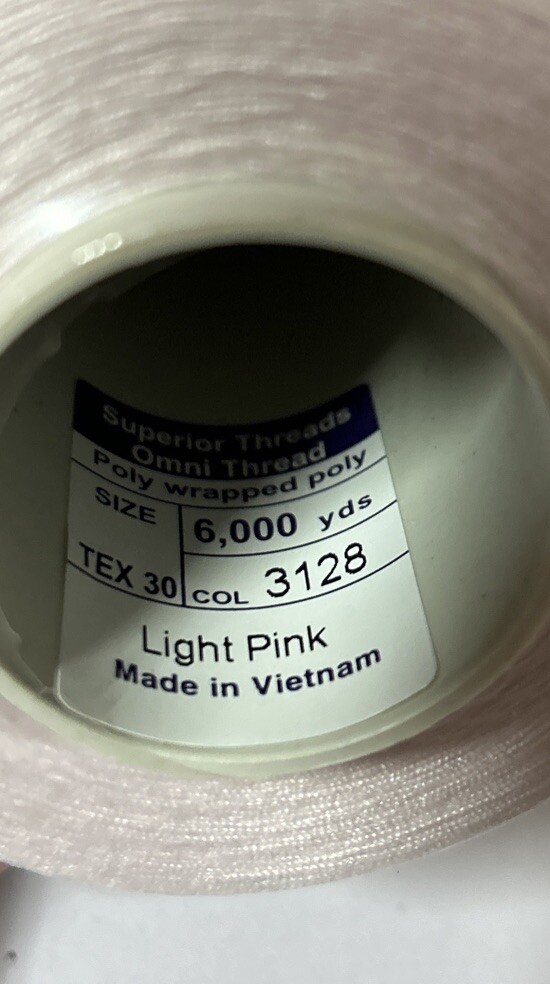 Superior Threads
Omni Thread
Poly wrapped poly
SIZE
TEX 30
6,000 yds
COL 3128
Light Pink
Made in Vietnam